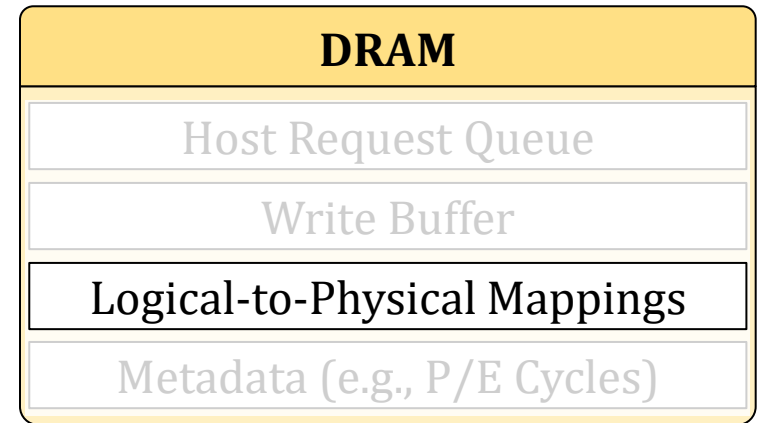 DRAM
Host Request Queue
Write Buffer
Logical-to-Physical Mappings
Metadata (e.g., P/E Cycles)